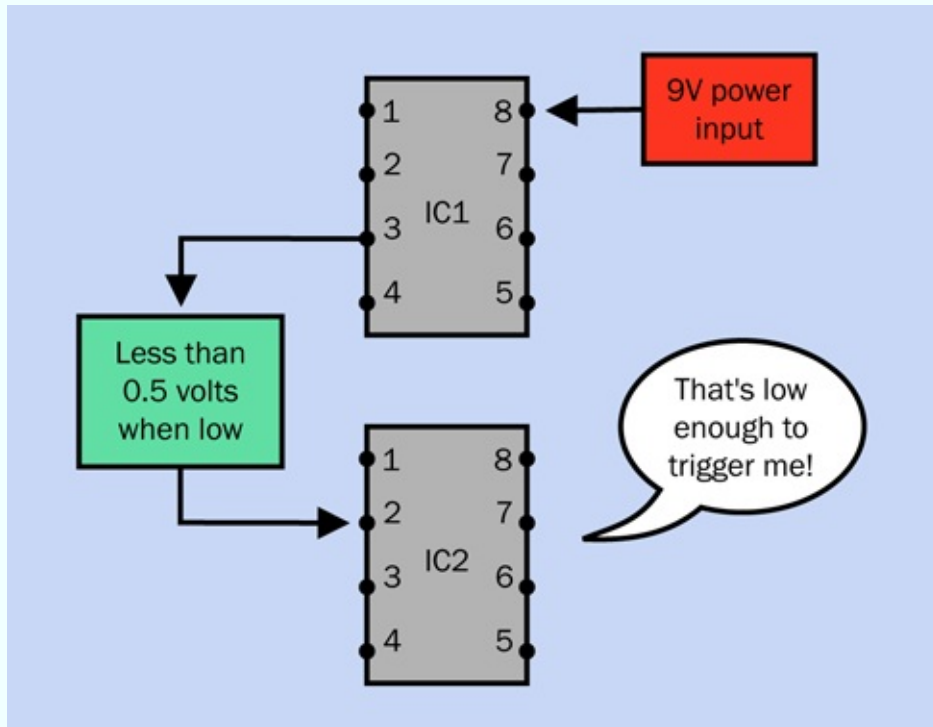 9V power
input
1
8
2
7
IC1
3
6
4
5
Less than
0.5 volts
when low
That's low
enough to
trigger me!
1
8
2
7
IC2
3
6
4
5